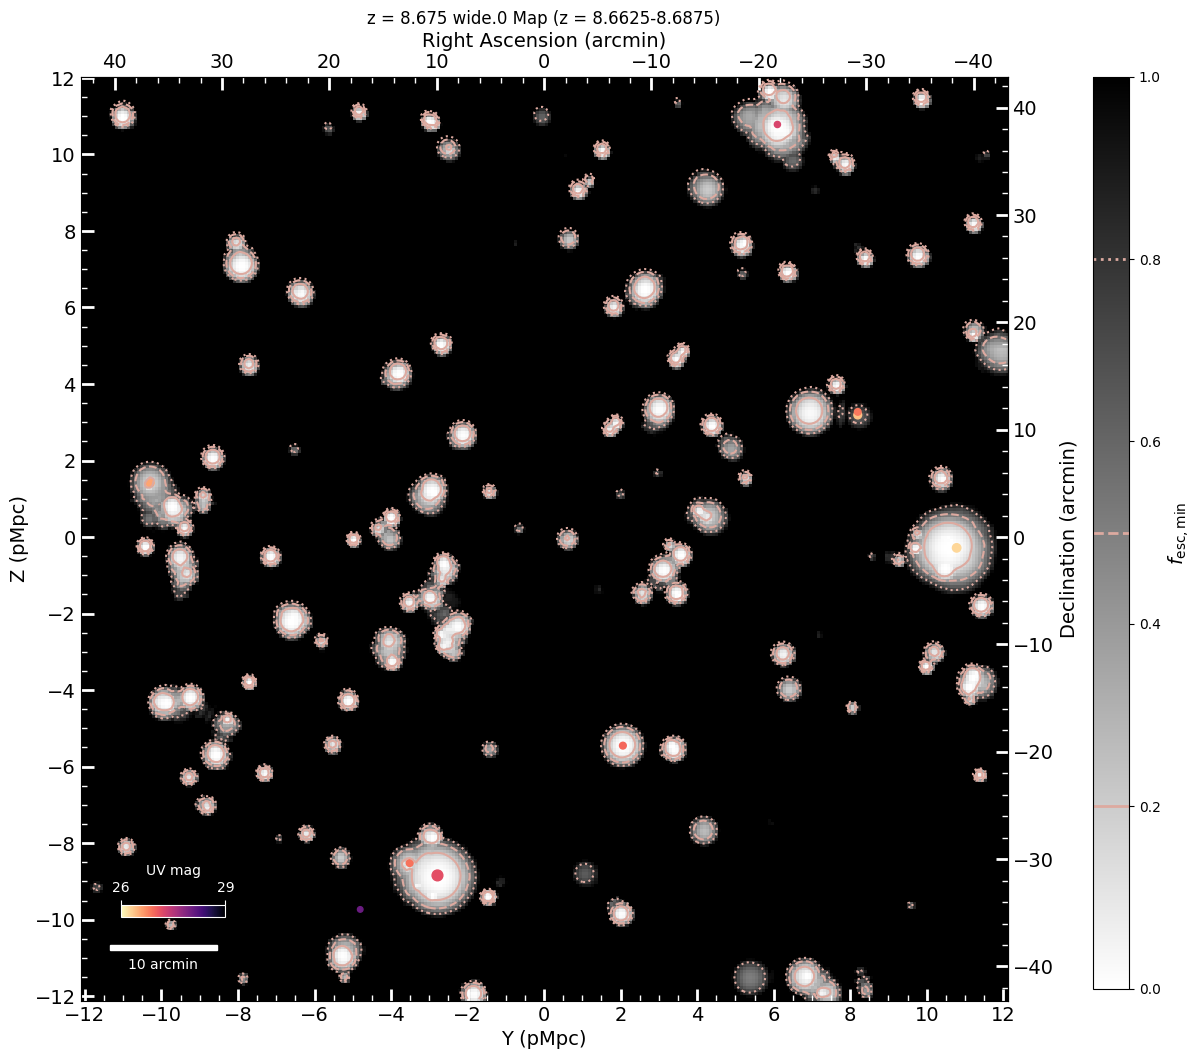 z = 8.675 wide.0 Map (z = 8.6625-8.6875)
Right Ascension (arcmin)
40 30 20 10 0 −10 −20 −30 −40
12
10
8
6
4
2
0
−2
−4
−6
−8
−10
−12
Z (pMpc)
UV mag
26 29
10 arcmin
−12 −10 −8 −6 −4 −2 0 2 4 6 8 10 12
Y (pMpc)
40
30
20
10
0
−10
−20
−30
−40
Declination (arcmin)
1.0
0.8
0.6
0.4
0.2
0.0
fesc, min